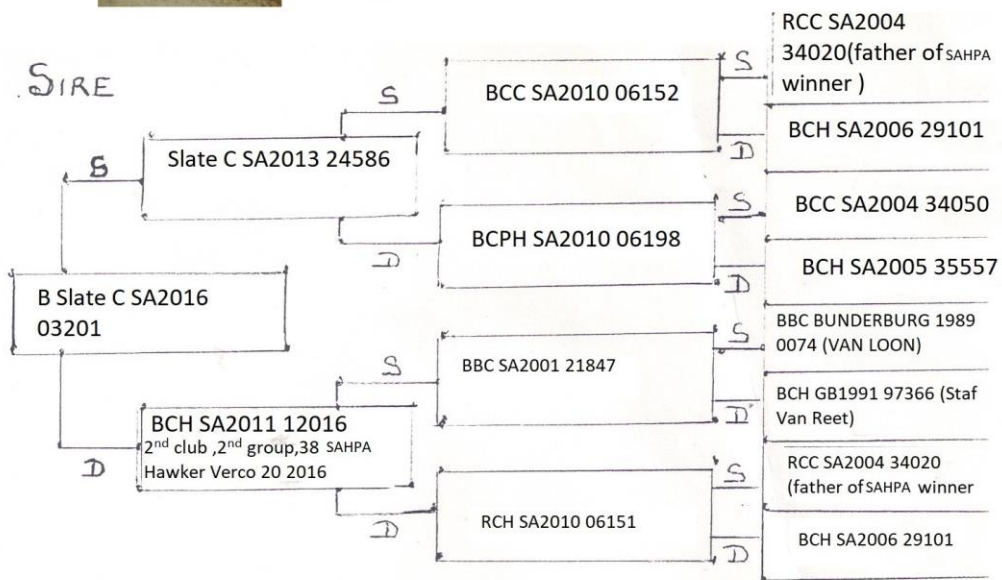 SIRE
S
Slate C SA2013 24586
D
B Slate C SA2016
03201
S
BCH SA2011 12016
2nd club ,2nd group,38 SAHPA
Hawker Verco 20 2016
D
S
BCC SA2010 06152
D
BCPH SA2010 06198
S
BBC SA2001 21847
D
RCH SA2010 06151
S
RCC SA2004
34020(father of SAHPA
winner )
D
BCH SA2006 29101
S
BCC SA2004 34050
D
BCH SA2005 35557
S
BBC BUNDERBURG 1989
0074 (VAN LOON)
D
BCH GB1991 97366 (Staf
Van Reet)
S
RCC SA2004 34020
(father of SAHPA winner
D
BCH SA2006 29101